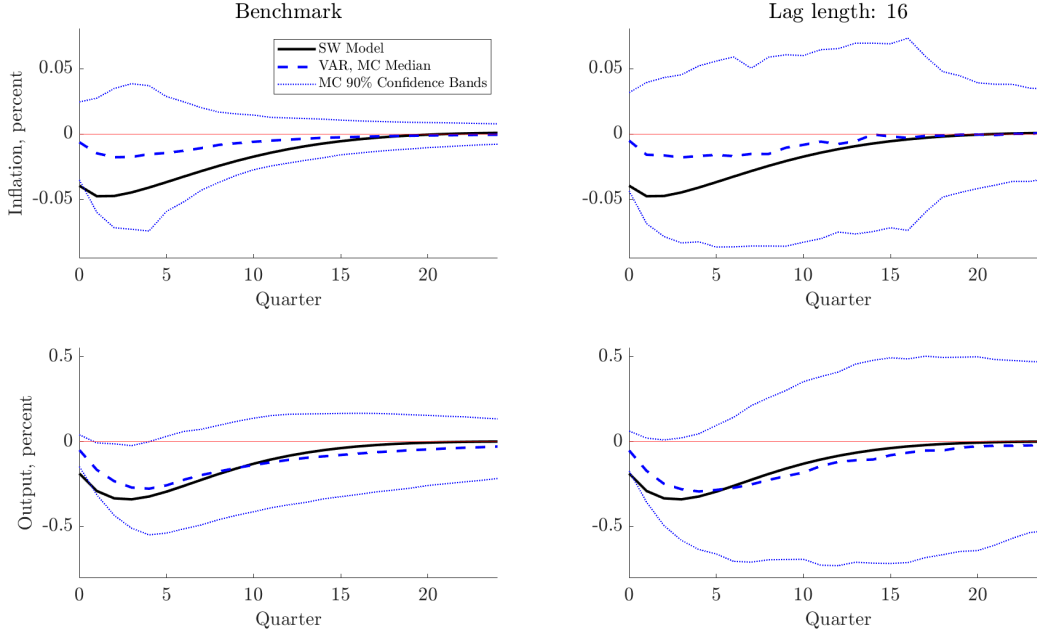 Benchmark
Lag length: 16
SW Model
VAR, MC Median
MC 90% Confidence Bands
Inflation, percent
0.05
0
-0.05
0 5 10 15 20
Quarter
0.05
0
-0.05
0 5 10 15 20
Quarter
Output, percent
0.5
0
-0.5
0 5 10 15 20
Quarter
0.5
0
-0.5
0 5 10 15 20
Quarter